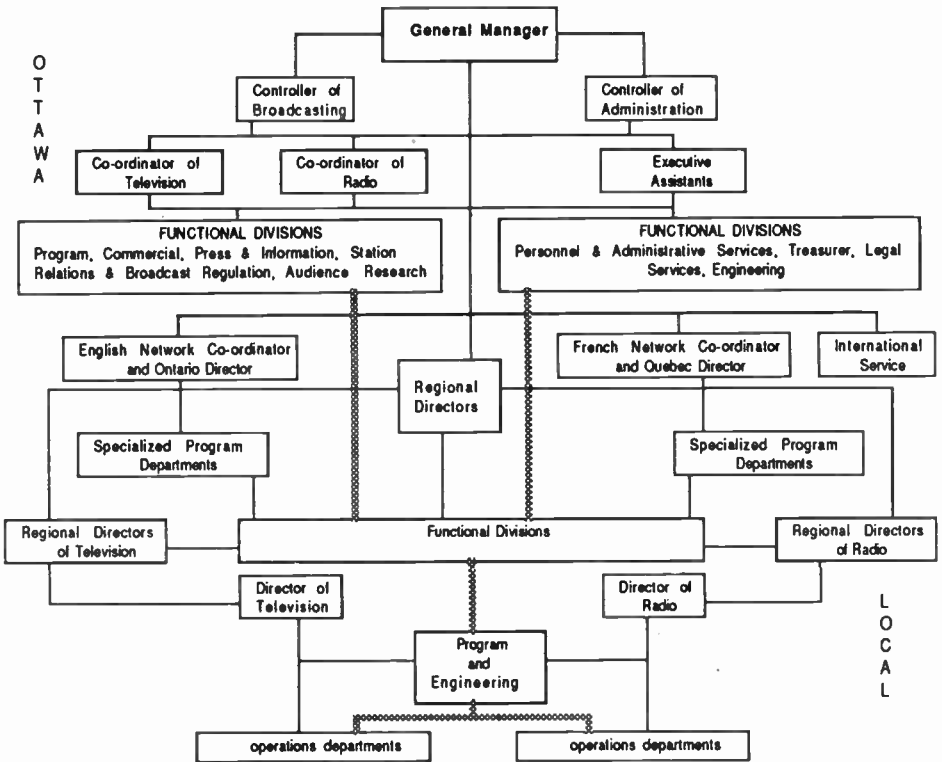 General Manager
OTTAWA
Controller of
Broadcasting
Controller of
Administration
Co-ordinator of
Television
Co-ordinator of
Radio
Executive
Assistants
FUNCTIONAL DIVISIONS
Program, Commercial, Press & Information, Station
Relations & Broadcast Regulation, Audience Research
FUNCTIONAL DIVISIONS
Personnel & Administrative Services, Treasurer, Legal
Services, Engineering
English Network Co-ordinator
and Ontario Director
French Network Co-ordinator
and Quebec Director
International
Service
Regional
Directors
Specialized Program
Departments
Specialized Program
Departments
Regional Directors
of Television
Functional Divisions
Regional Directors
of Radio
Director of
Television
Director of
Radio
LOCAL
Program
and
Engineering
operations departments
operations departments